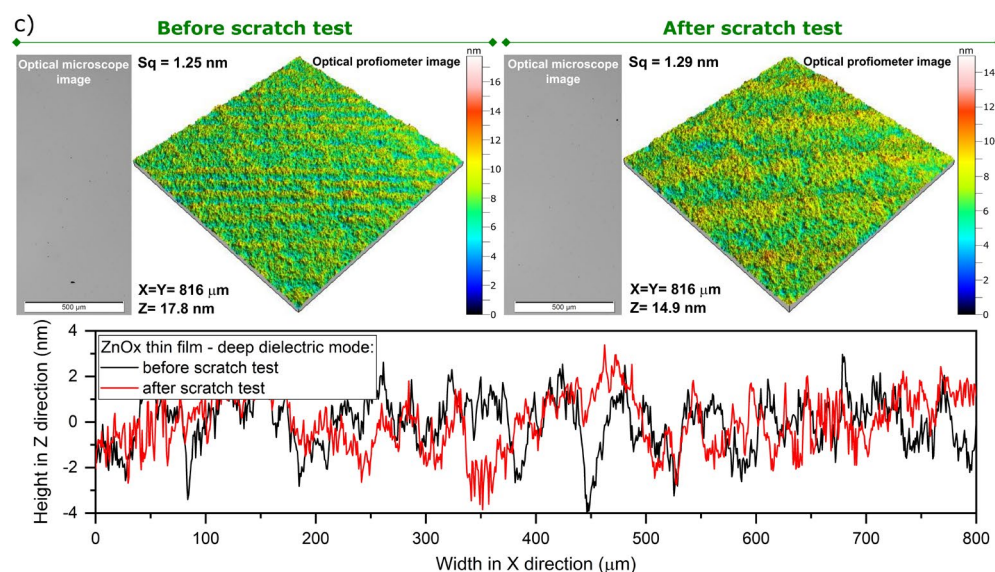 c)
Before scratch test
After scratch test
Optical microscope
image
Sq = 1.25 nm
Optical profiometer image
nm
16
14
12
10
8
6
4
2
0
X=Y= 816 μm
Z= 17.8 nm
500 μm
Optical microscope
image
Sq = 1.29 nm
Optical profiometer image
nm
14
12
10
8
6
4
2
0
X=Y= 816 μm
Z= 14.9 nm
500 μm
Height in Z direction (nm)
4
2
0
-2
-4
ZnOx thin film - deep dielectric mode:
before scratch test
after scratch test
0 100 200 300 400 500 600 700 800
Width in X direction (μm)